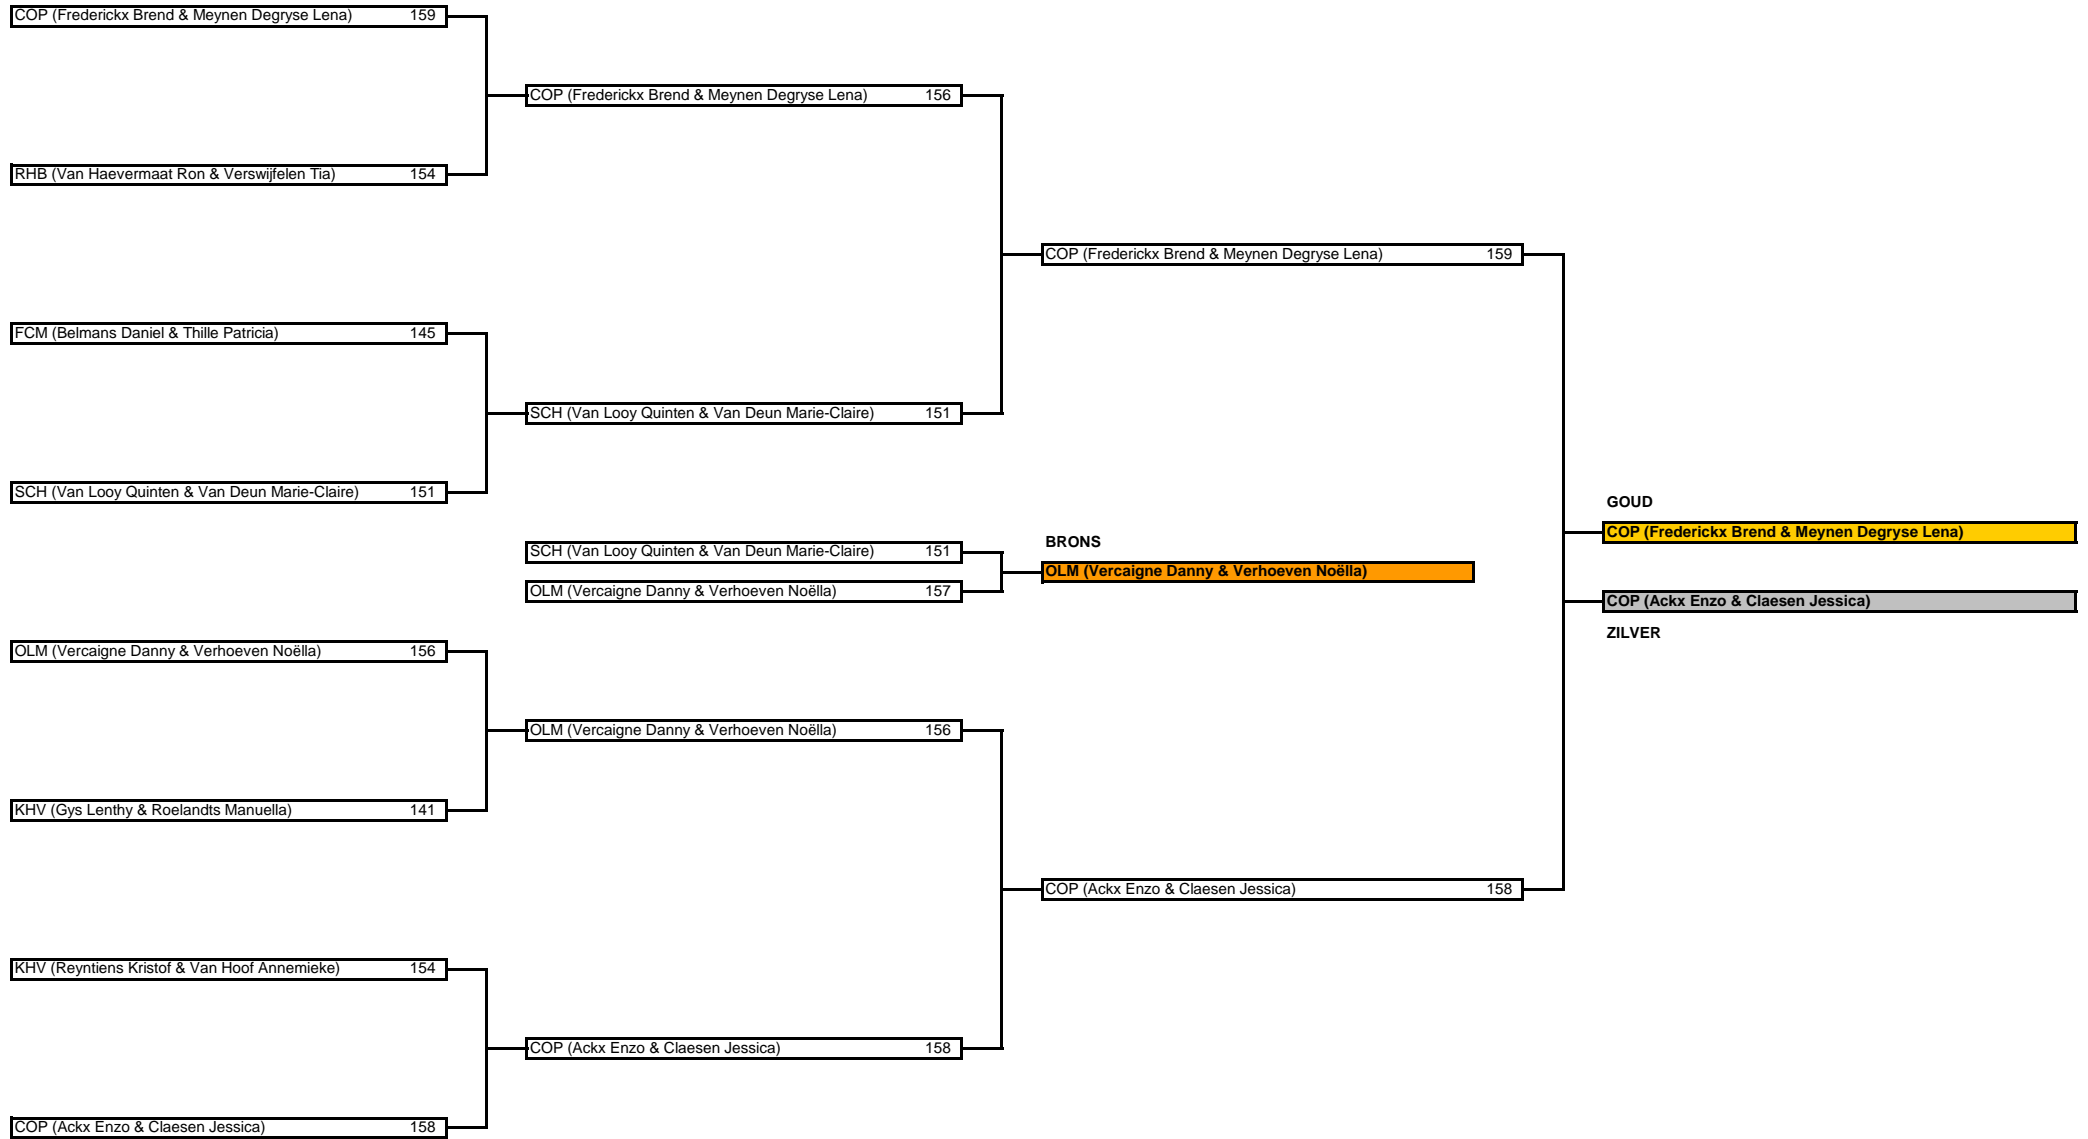 COP (Frederickx Brend & Meynen Degryse Lena) 159
COP (Frederickx Brend & Meynen Degryse Lena) 156
RHB (Van Haevermaat Ron & Verswijfelen Tia) 154
COP (Frederickx Brend & Meynen Degryse Lena) 159
FCM (Belmans Daniel & Thille Patricia) 145
SCH (Van Looy Quinten & Van Deun Marie-Claire) 151
SCH (Van Looy Quinten & Van Deun Marie-Claire) 151
GOUD
COP (Frederickx Brend & Meynen Degryse Lena)
BRONS
SCH (Van Looy Quinten & Van Deun Marie-Claire) 151
OLM (Vercaigne Danny & Verhoeven Noëlla)
OLM (Vercaigne Danny & Verhoeven Noëlla) 157
COP (Ackx Enzo & Claesen Jessica)
ZILVER
OLM (Vercaigne Danny & Verhoeven Noëlla) 156
OLM (Vercaigne Danny & Verhoeven Noëlla) 156
KHV (Gys Lenthy & Roelandts Manuella) 141
COP (Ackx Enzo & Claesen Jessica) 158
KHV (Reyntiens Kristof & Van Hoof Annemieke) 154
COP (Ackx Enzo & Claesen Jessica) 158
COP (Ackx Enzo & Claesen Jessica) 158